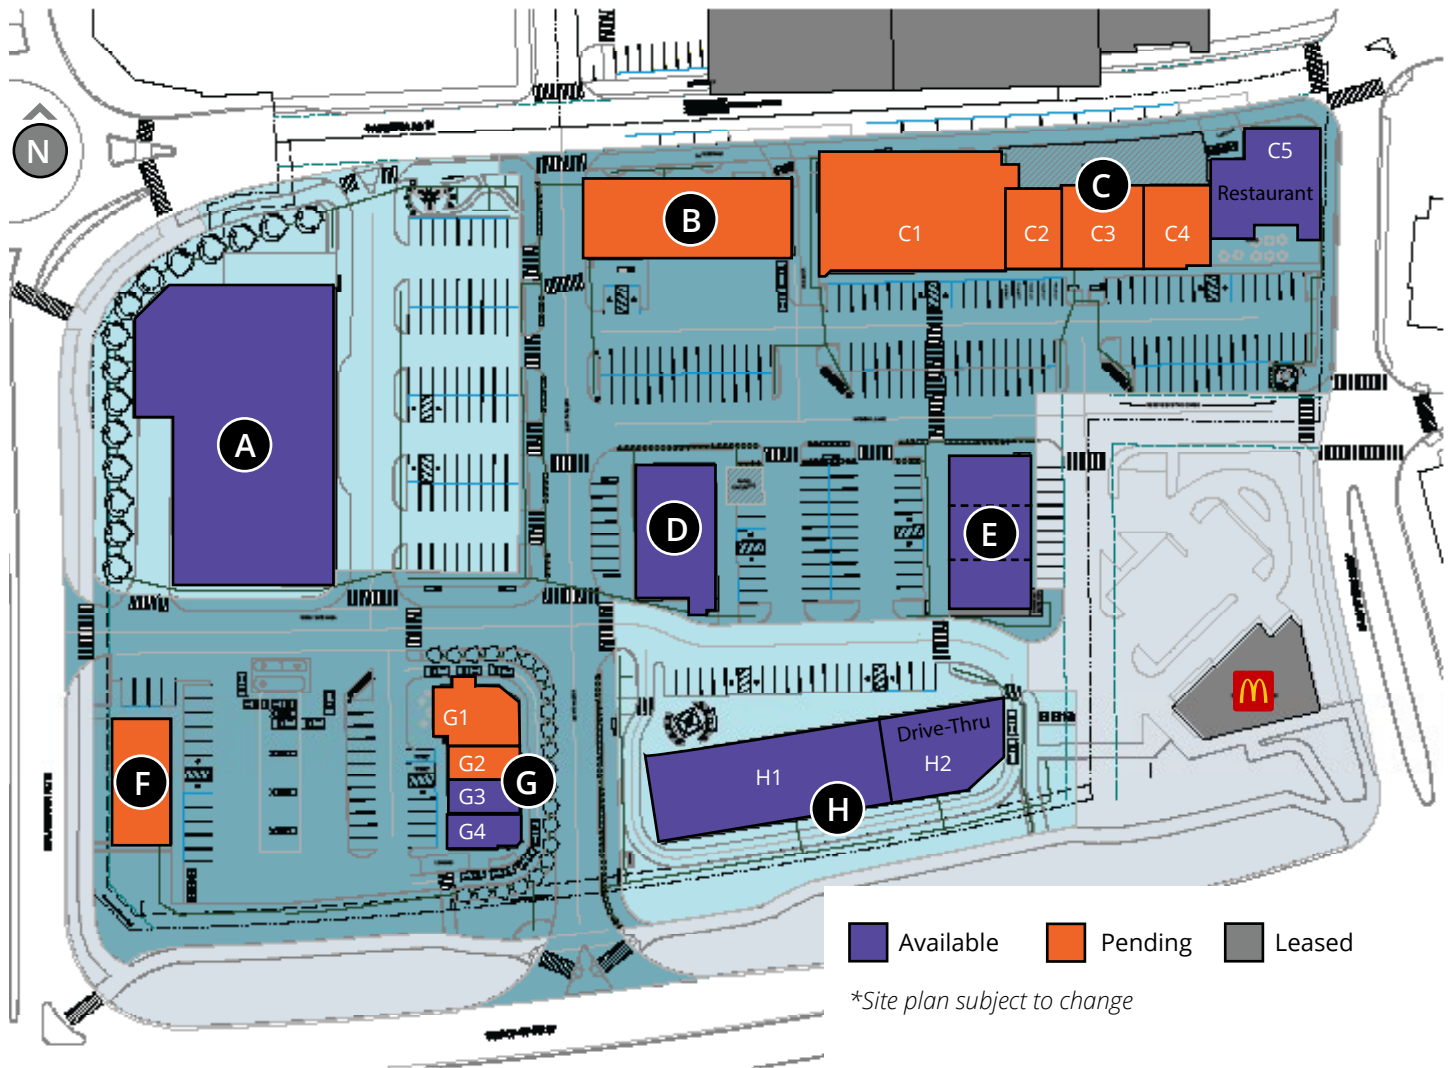 N
B
C
C5
Restaurant
C1
C2
C3
C4
A
D
E
F
G
G1
G2
G3
G4
Drive-Thru
H1
H2
H
Available
Pending
Leased
*Site plan subject to change